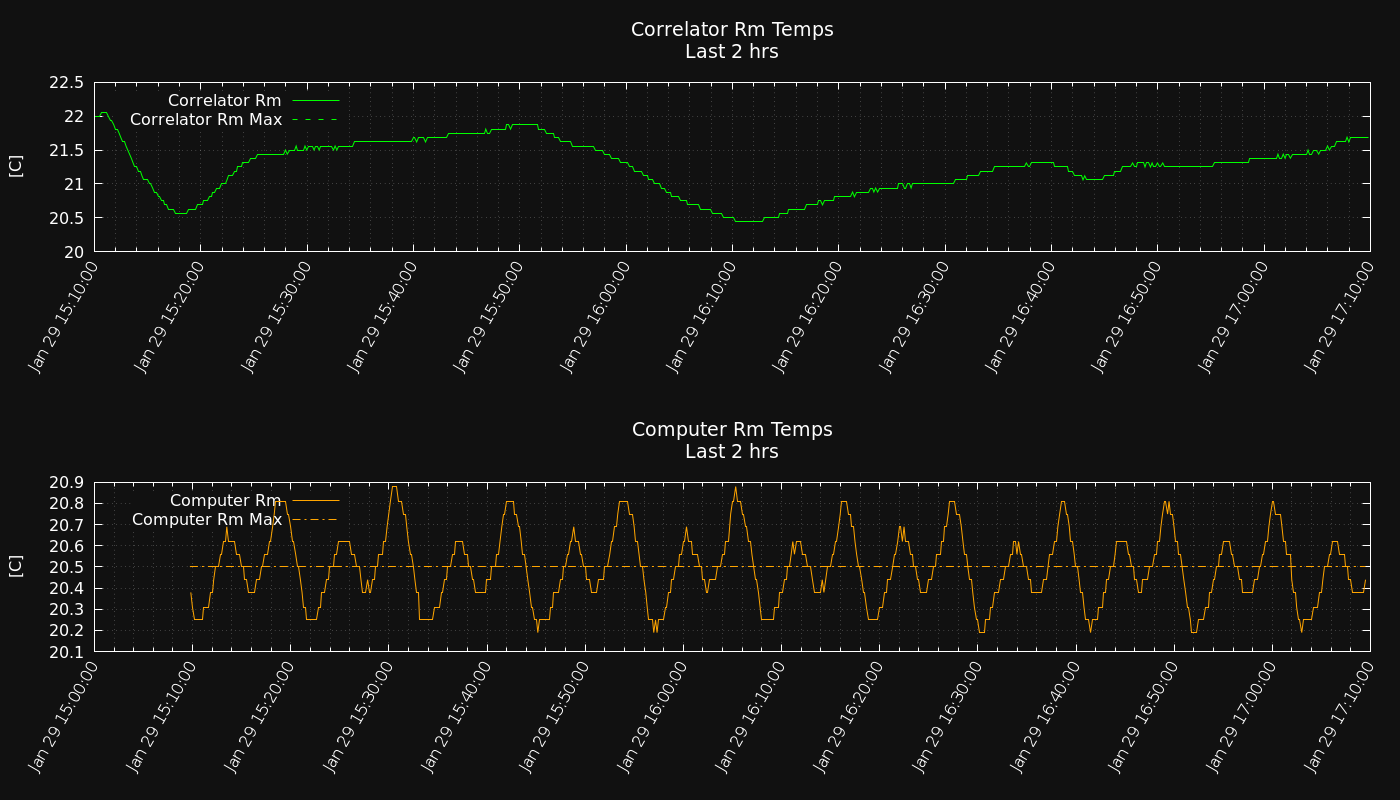 Correlator Rm Temps
Last 2 hrs
22.5
22
21.5
21
20.5
20
[C]
Correlator Rm
Correlator Rm Max
Jan 29 15:10:00
Jan 29 15:20:00
Jan 29 15:30:00
Jan 29 15:40:00
Jan 29 15:50:00
Jan 29 16:00:00
Jan 29 16:10:00
Jan 29 16:20:00
Jan 29 16:30:00
Jan 29 16:40:00
Jan 29 16:50:00
Jan 29 17:00:00
Jan 29 17:10:00
Computer Rm Temps
Last 2 hrs
20.9
20.8
20.7
20.6
20.5
20.4
20.3
20.2
20.1
[C]
Computer Rm
Computer Rm Max
Jan 29 15:00:00
Jan 29 15:10:00
Jan 29 15:20:00
Jan 29 15:30:00
Jan 29 15:40:00
Jan 29 15:50:00
Jan 29 16:00:00
Jan 29 16:10:00
Jan 29 16:20:00
Jan 29 16:30:00
Jan 29 16:40:00
Jan 29 16:50:00
Jan 29 17:00:00
Jan 29 17:10:00